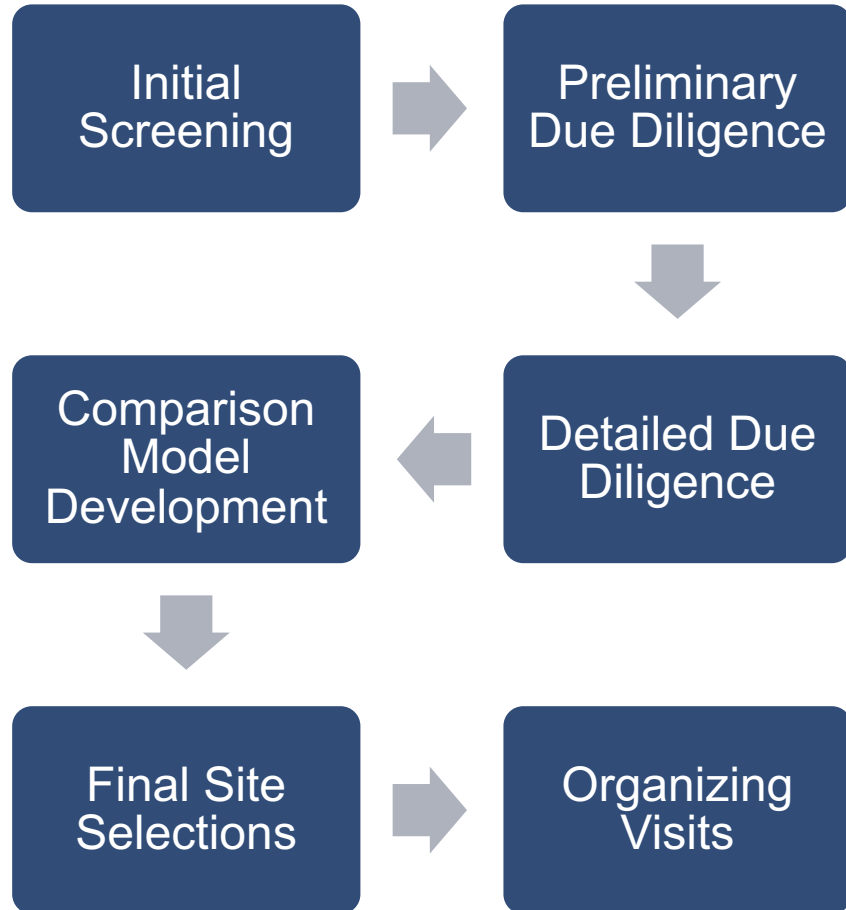 Initial
Screening
Preliminary
Due Diligence
Detailed Due
Diligence
Comparison
Model
Development
Final Site
Selections
Organizing
Visits